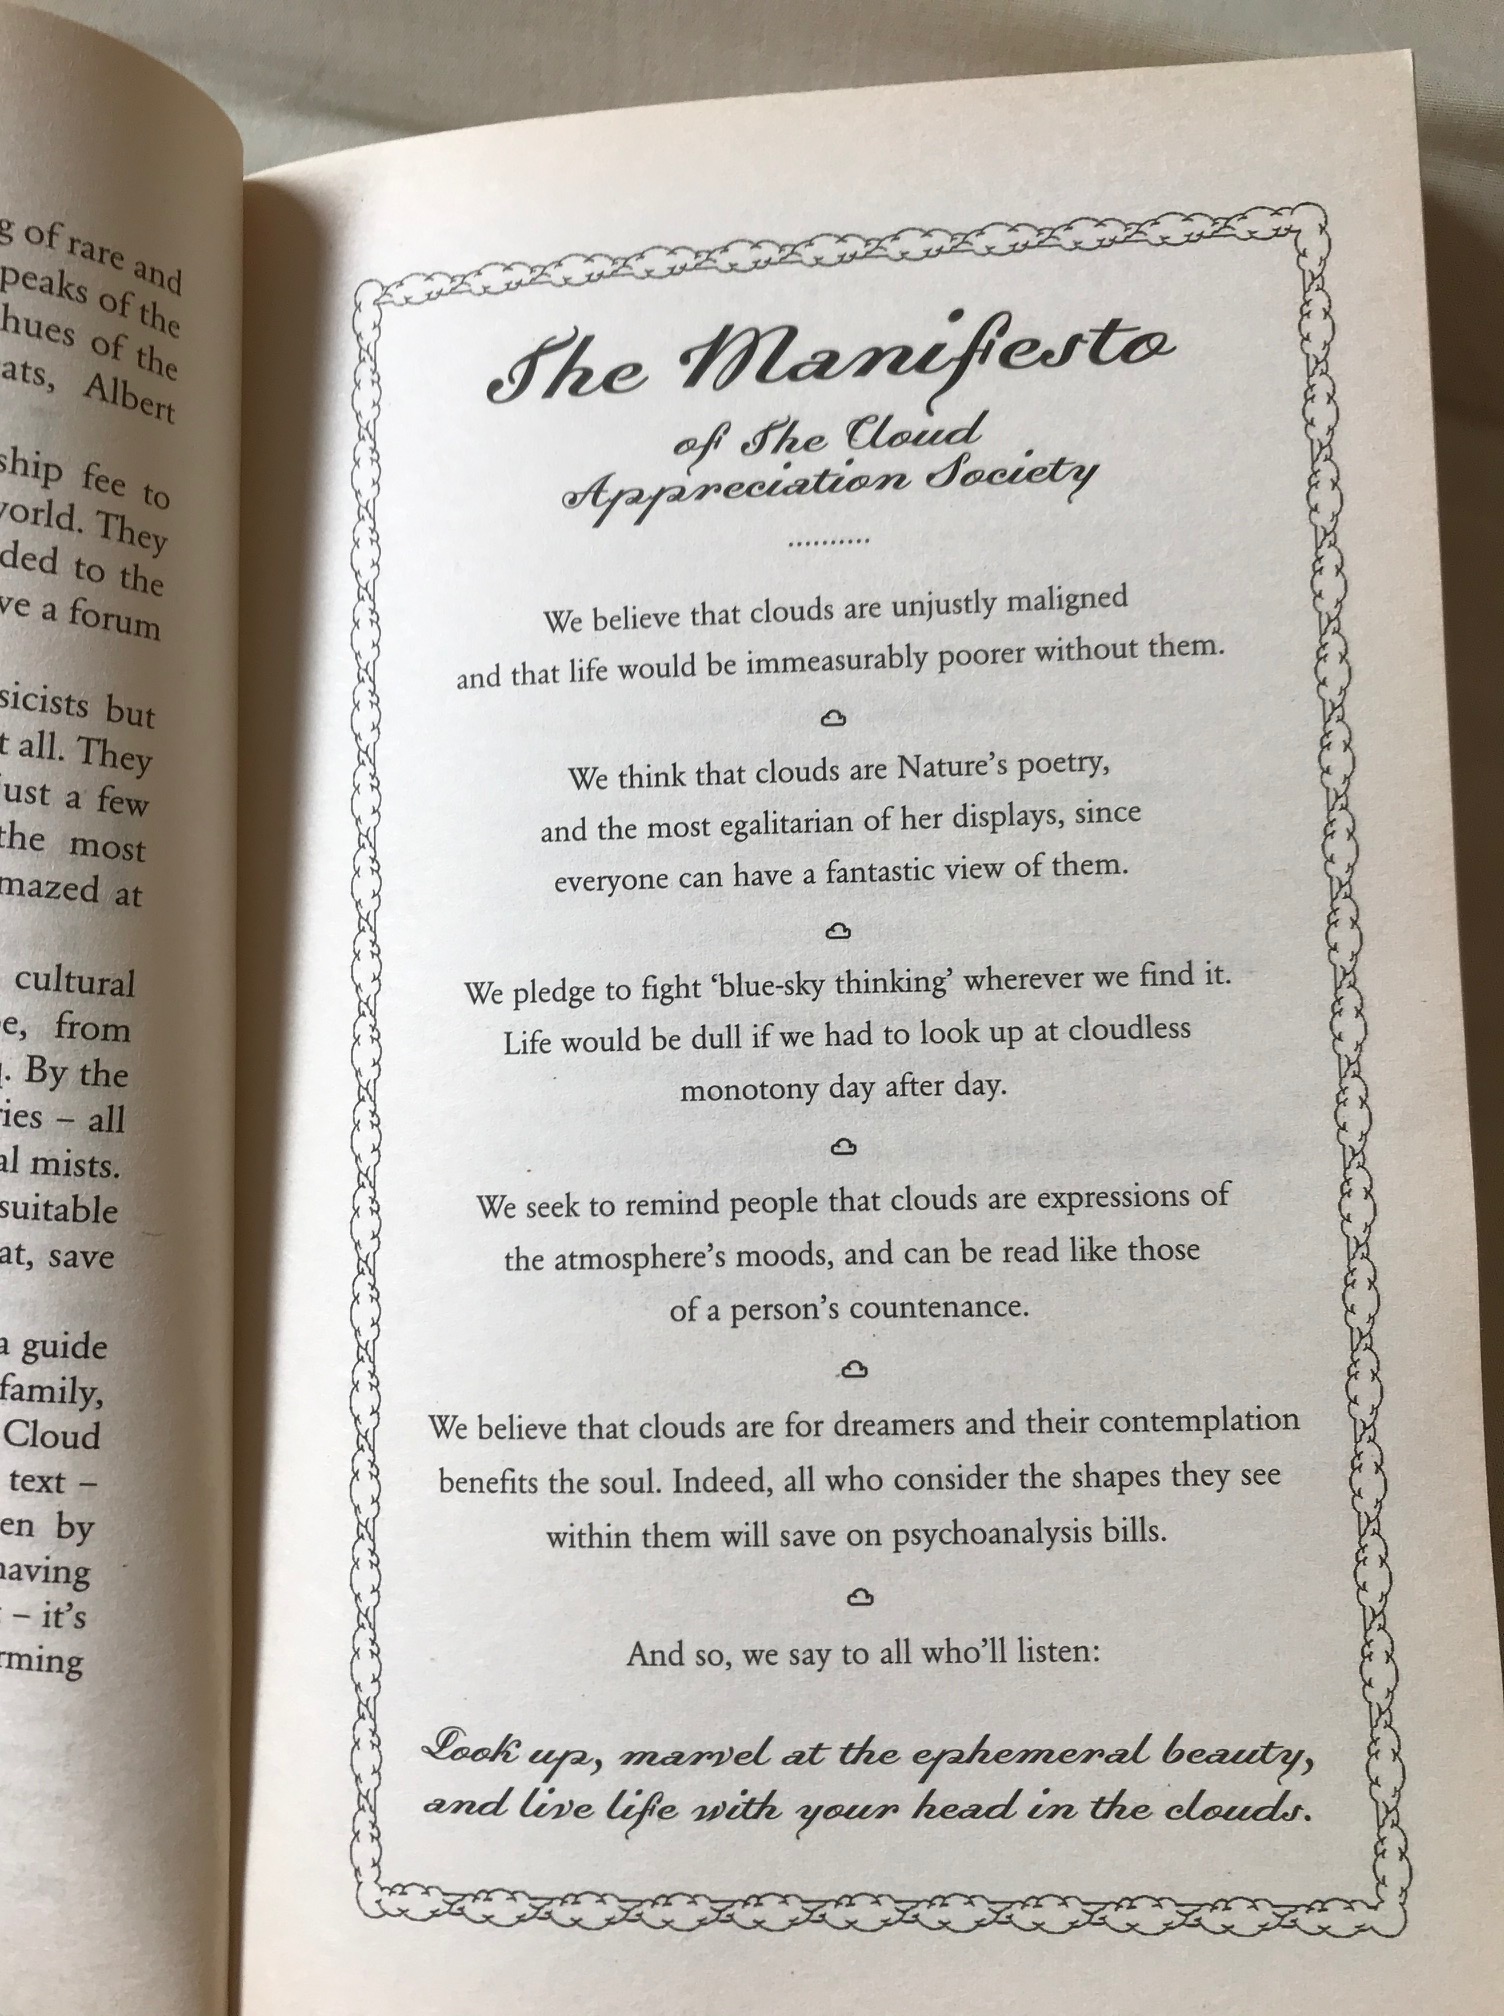 g of rare and
peaks of the
hues of the
ats, Albert
ship fee to
world. They
ded to the
ve a forum
sicists but
t all. They
just a few
the most
mazed at
cultural
e, from
. By the
ries – all
al mists.
suitable
at, save
a guide
family,
Cloud
text –
en by
having
– it's
rming
The Manifesto
of The Cloud
Appreciation Society
..........
We believe that clouds are unjustly maligned
and that life would be immeasurably poorer without them.
We think that clouds are Nature's poetry,
and the most egalitarian of her displays, since
everyone can have a fantastic view of them.
We pledge to fight ‘blue-sky thinking’ wherever we find it.
Life would be dull if we had to look up at cloudless
monotony day after day.
We seek to remind people that clouds are expressions of
the atmosphere's moods, and can be read like those
of a person's countenance.
We believe that clouds are for dreamers and their contemplation
benefits the soul. Indeed, all who consider the shapes they see
within them will save on psychoanalysis bills.
And so, we say to all who'll listen:
Look up, marvel at the ephemeral beauty,
and live life with your head in the clouds.